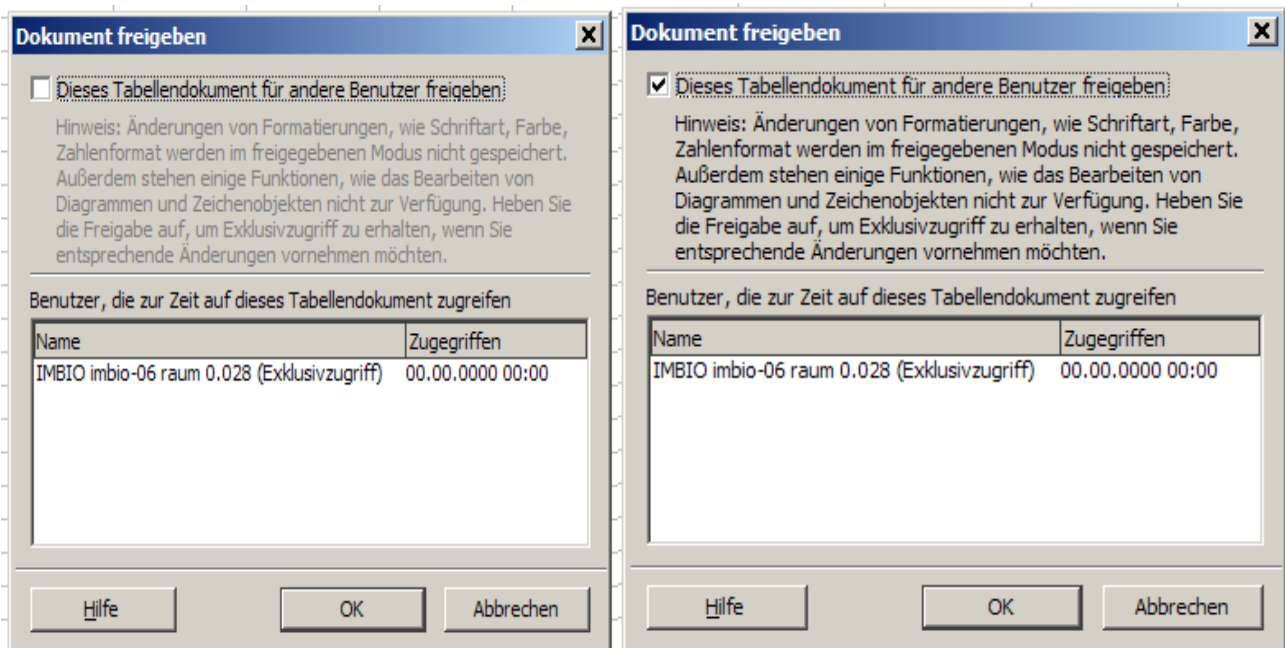 Dokument freigeben
Dieses Tabellendokument für andere Benutzer freigeben
Hinweis: Änderungen von Formatierungen, wie Schriftart, Farbe,
Zahlenformat werden im freigegebenen Modus nicht gespeichert.
Außerdem stehen einige Funktionen, wie das Bearbeiten von
Diagrammen und Zeichenobjekten nicht zur Verfügung. Heben Sie
die Freigabe auf, um Exklusivzugriff zu erhalten, wenn Sie
entsprechende Änderungen vornehmen möchten.
Benutzer, die zur Zeit auf dieses Tabellendokument zugreifen
Name Zugegriffen
IMBIO imbio-06 raum 0.028 (Exklusivzugriff) 00.00.0000 00:00
Hilfe OK Abbrechen
Dokument freigeben
Dieses Tabellendokument für andere Benutzer freigeben
Hinweis: Änderungen von Formatierungen, wie Schriftart, Farbe,
Zahlenformat werden im freigegebenen Modus nicht gespeichert.
Außerdem stehen einige Funktionen, wie das Bearbeiten von
Diagrammen und Zeichenobjekten nicht zur Verfügung. Heben Sie
die Freigabe auf, um Exklusivzugriff zu erhalten, wenn Sie
entsprechende Änderungen vornehmen möchten.
Benutzer, die zur Zeit auf dieses Tabellendokument zugreifen
Name Zugegriffen
IMBIO imbio-06 raum 0.028 (Exklusivzugriff) 00.00.0000 00:00
Hilfe OK Abbrechen